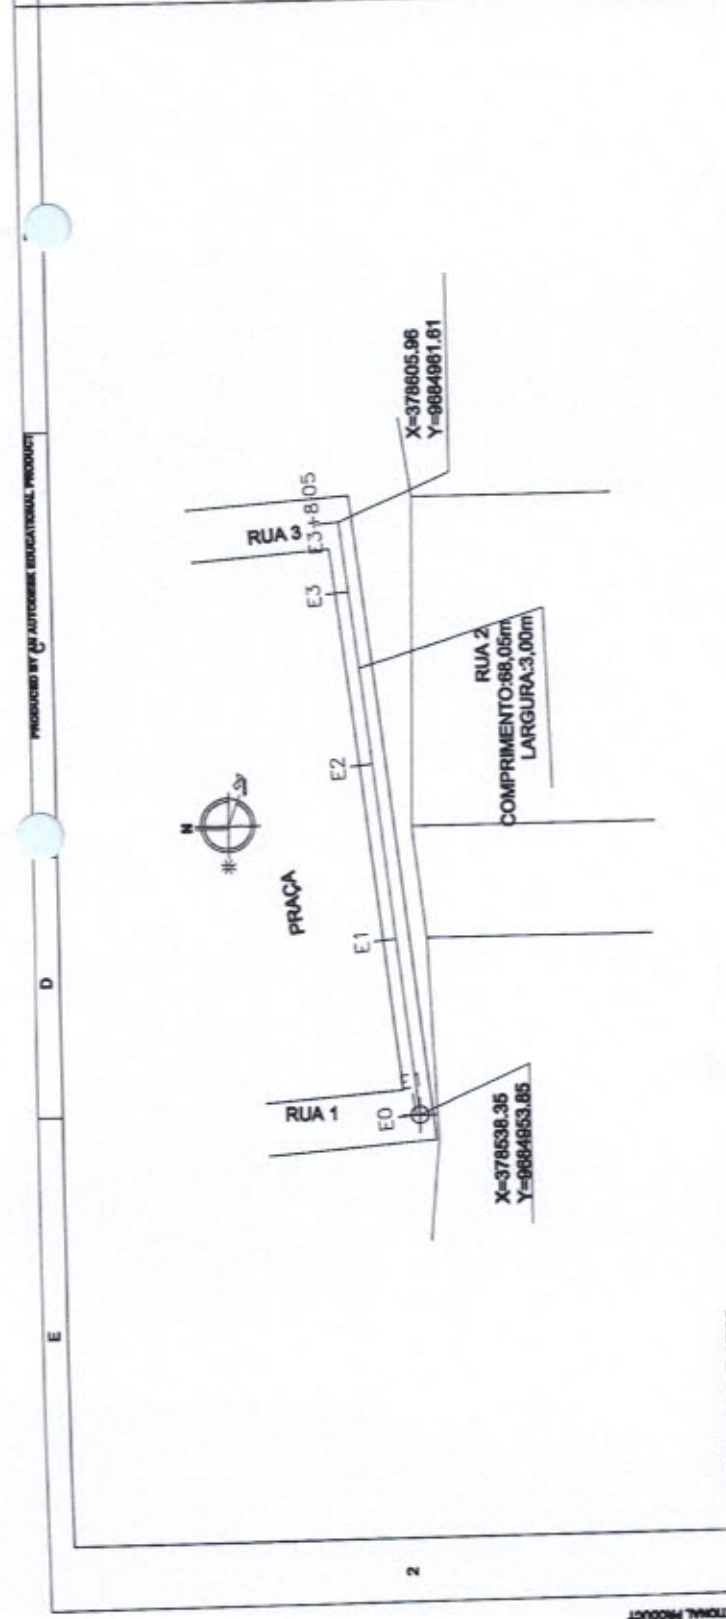 PRODUCED BY AN AUTODESK EDUCATIONAL PRODUCT
C
D
E
2
N
PRAÇA
RUA 1
E0
E1
E2
E3
E3+8.05
RUA 3
X=378605.96
Y=9684961.61
RUA 2
COMPRIMENTO:68,05m
LARGURA:3,00m
X=378538.35
Y=9684953.85